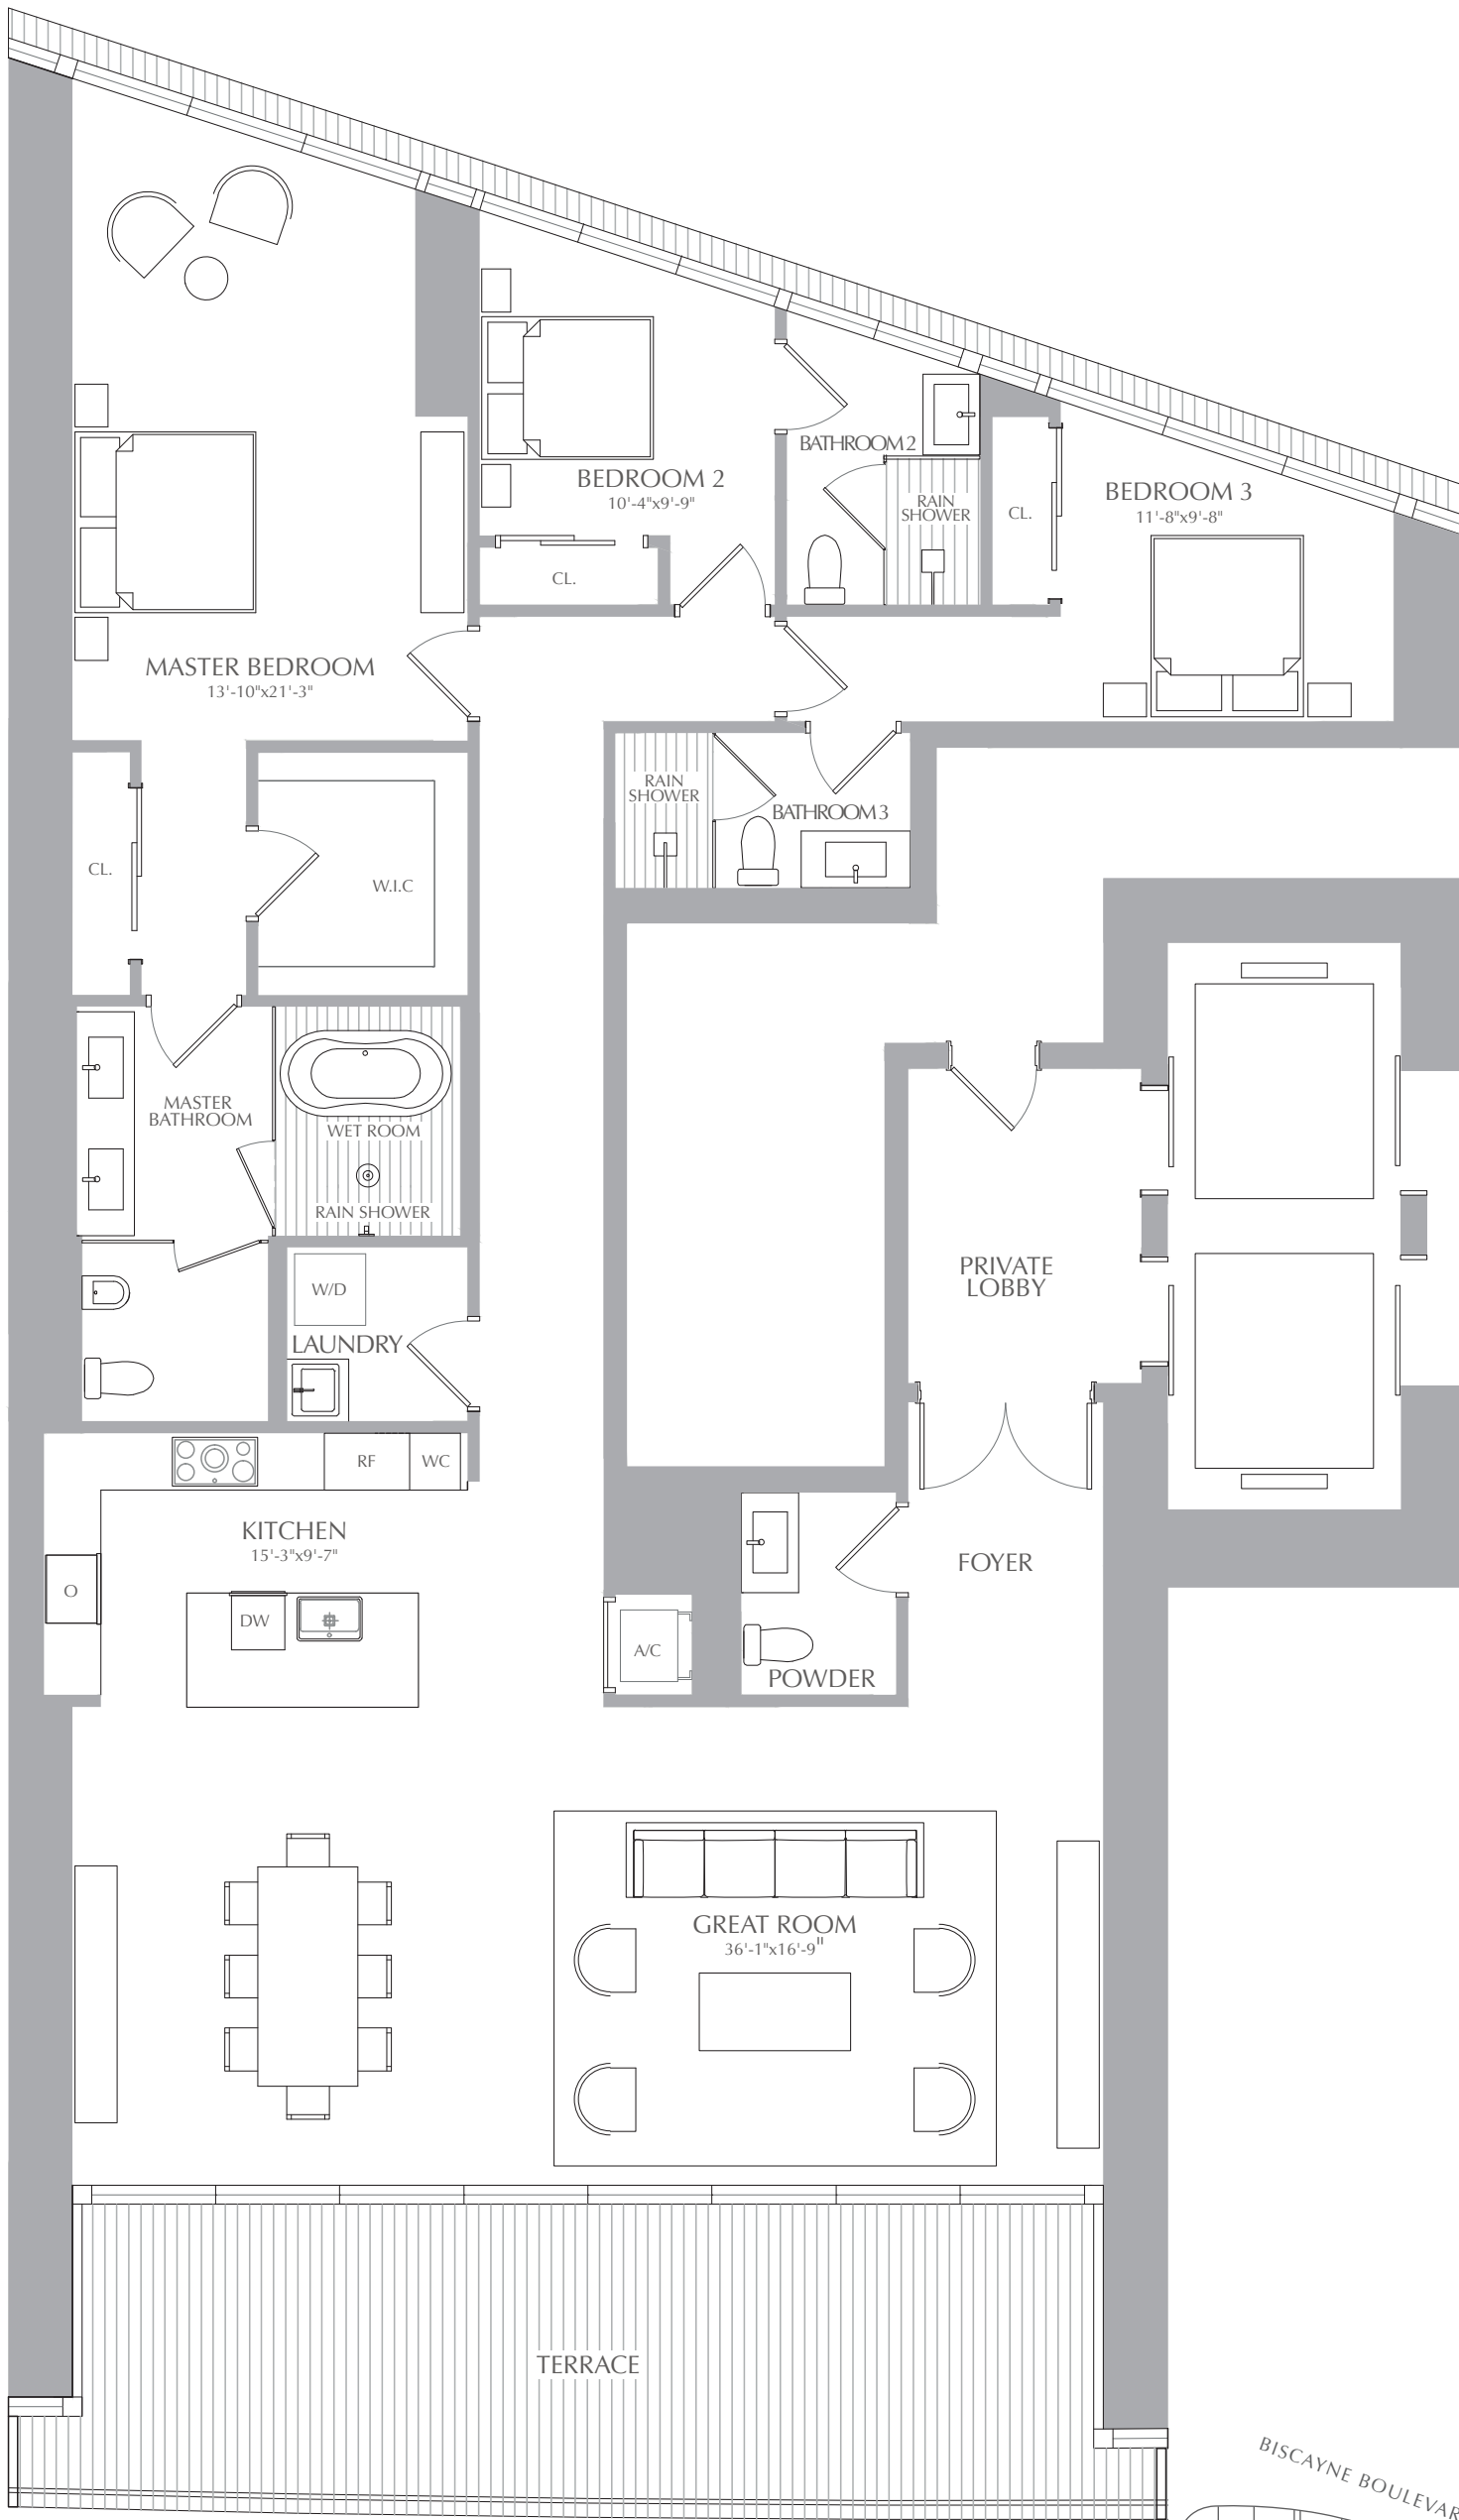 BATHROOM 2
BEDROOM 2
10'-4"x9'-9"
RAIN
SHOWER
CL.
BEDROOM 3
11'-8"x9'-8"
CL.
MASTER BEDROOM
13'-10"x21'-3"
RAIN
SHOWER
BATHROOM 3
CL.
W.I.C
MASTER
BATHROOM
WET ROOM
RAIN SHOWER
W/D
LAUNDRY
PRIVATE
LOBBY
RF
WC
KITCHEN
15'-3"x9'-7"
FOYER
O
DW
A/C
POWDER
GREAT ROOM
36'-1"x16'-9"
TERRACE
BISCAYNE BOULEVAR